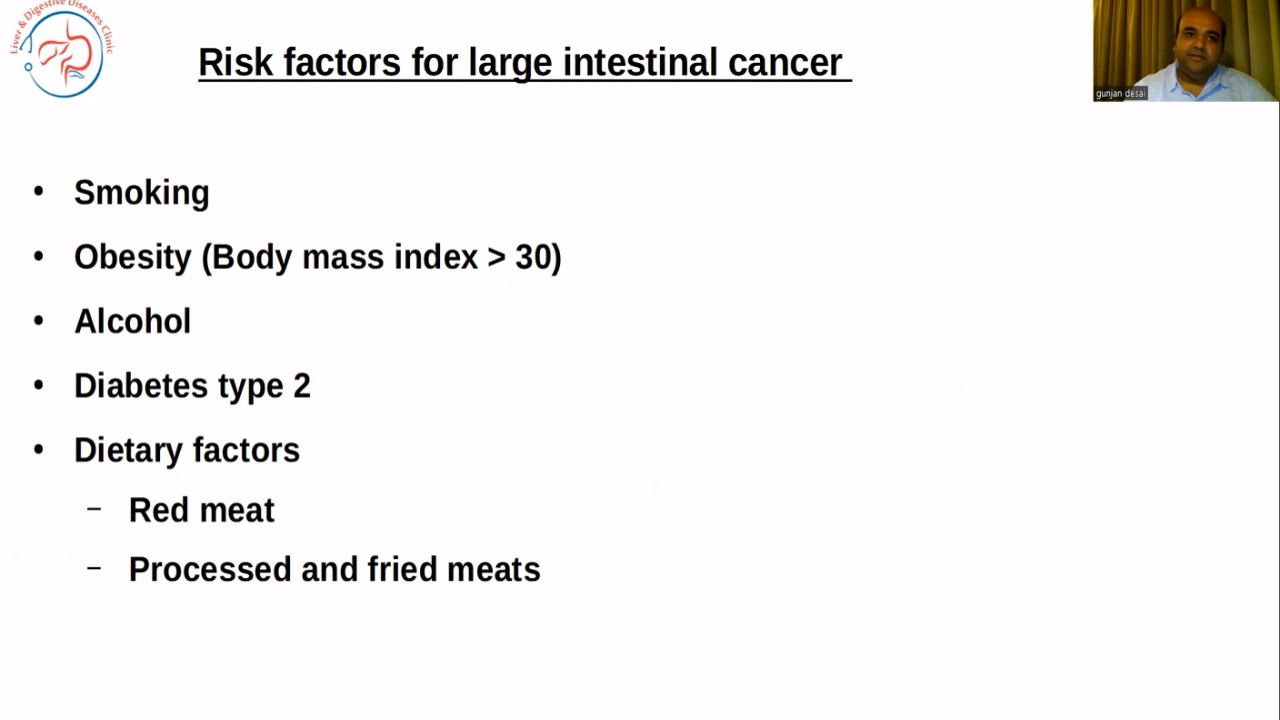 Liver & Digestive Diseases Clinic
Risk factors for large intestinal cancer
gunjan desai
• Smoking
• Obesity (Body mass index > 30)
• Alcohol
• Diabetes type 2
• Dietary factors
– Red meat
– Processed and fried meats